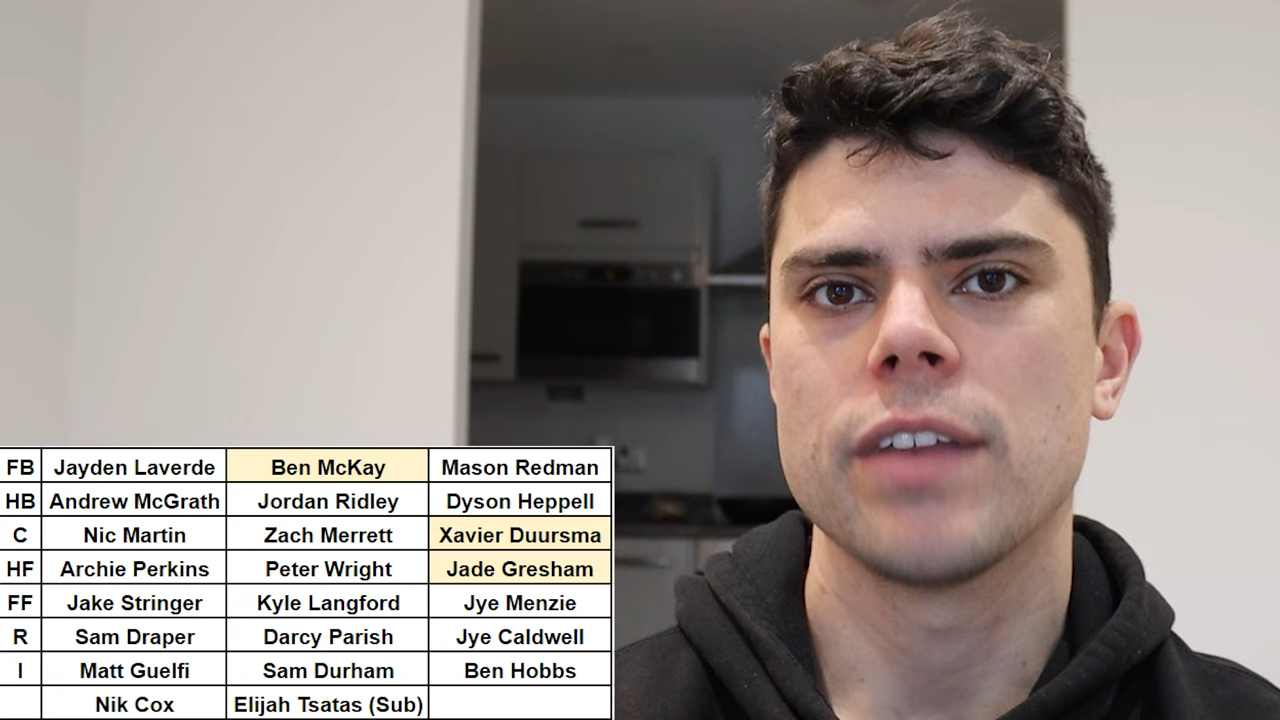 FB Jayden Laverde Ben McKay Mason Redman
HB Andrew McGrath Jordan Ridley Dyson Heppell
C Nic Martin Zach Merrett Xavier Duursma
HF Archie Perkins Peter Wright Jade Gresham
FF Jake Stringer Kyle Langford Jye Menzie
R Sam Draper Darcy Parish Jye Caldwell
I Matt Guelfi Sam Durham Ben Hobbs
Nik Cox Elijah Tsatas (Sub)